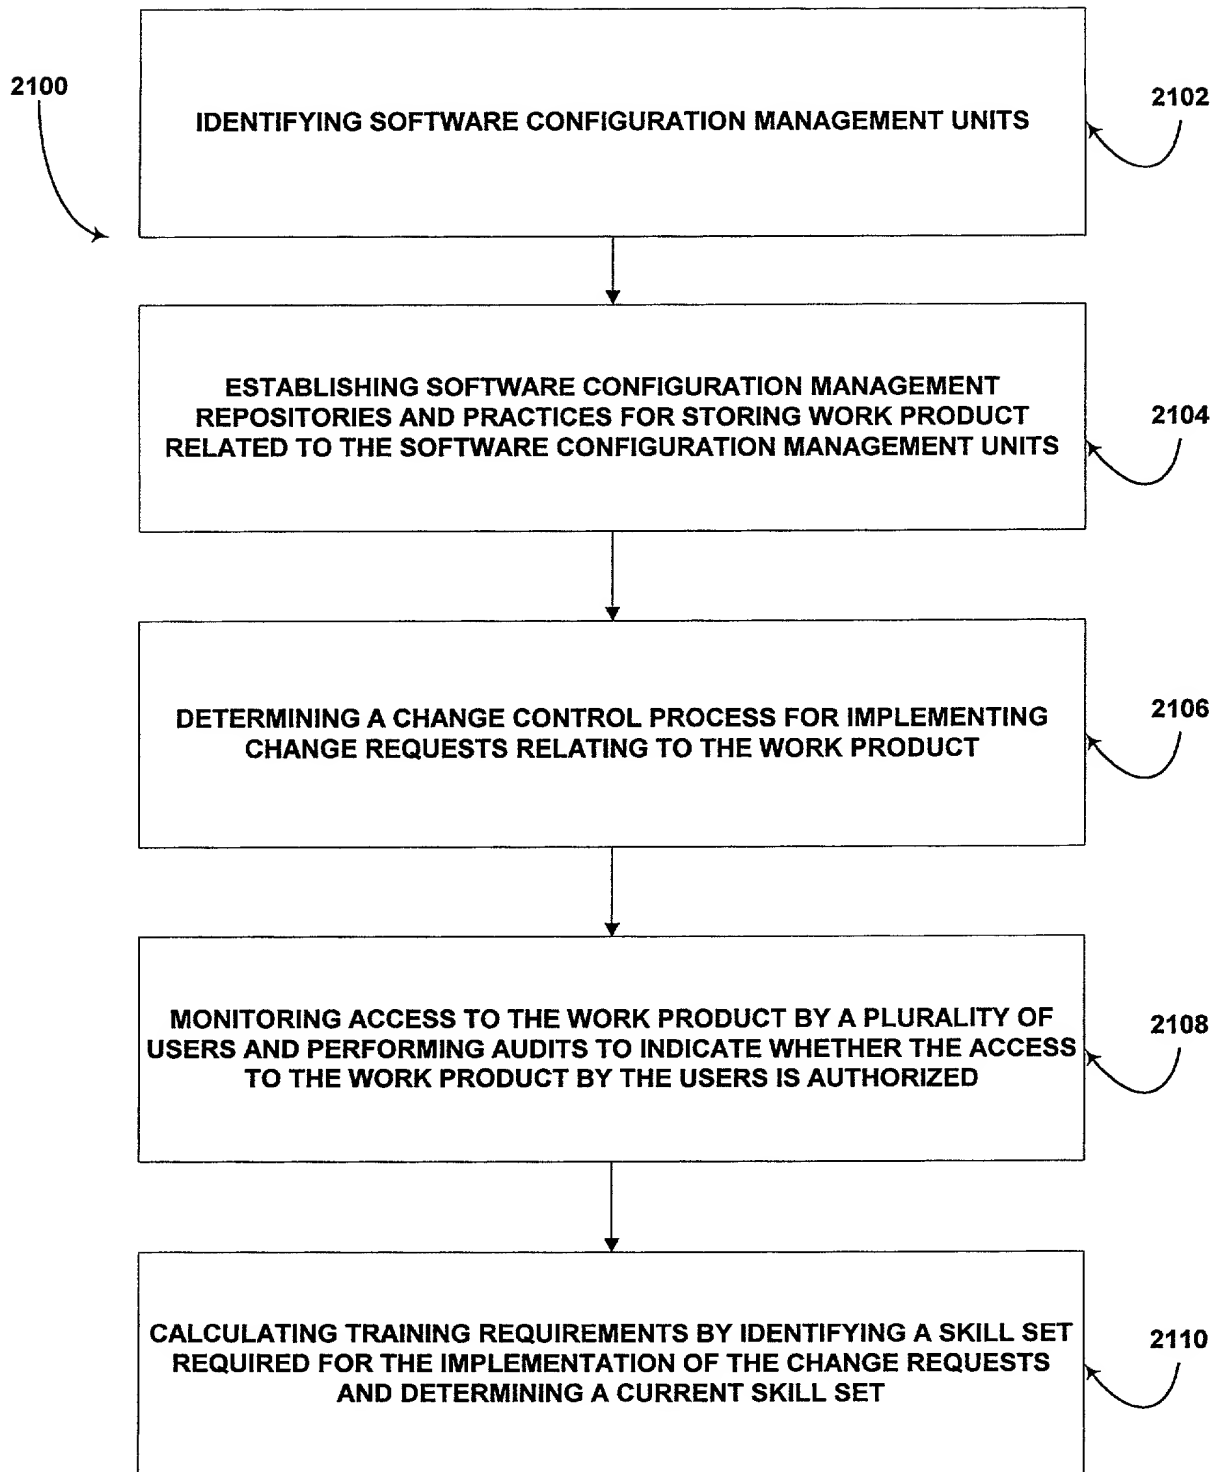 2100
IDENTIFYING SOFTWARE CONFIGURATION MANAGEMENT UNITS
2102
ESTABLISHING SOFTWARE CONFIGURATION MANAGEMENT
REPOSITORIES AND PRACTICES FOR STORING WORK PRODUCT
RELATED TO THE SOFTWARE CONFIGURATION MANAGEMENT UNITS
2104
DETERMINING A CHANGE CONTROL PROCESS FOR IMPLEMENTING
CHANGE REQUESTS RELATING TO THE WORK PRODUCT
2106
MONITORING ACCESS TO THE WORK PRODUCT BY A PLURALITY OF
USERS AND PERFORMING AUDITS TO INDICATE WHETHER THE ACCESS
TO THE WORK PRODUCT BY THE USERS IS AUTHORIZED
2108
CALCULATING TRAINING REQUIREMENTS BY IDENTIFYING A SKILL SET
REQUIRED FOR THE IMPLEMENTATION OF THE CHANGE REQUESTS
AND DETERMINING A CURRENT SKILL SET
2110